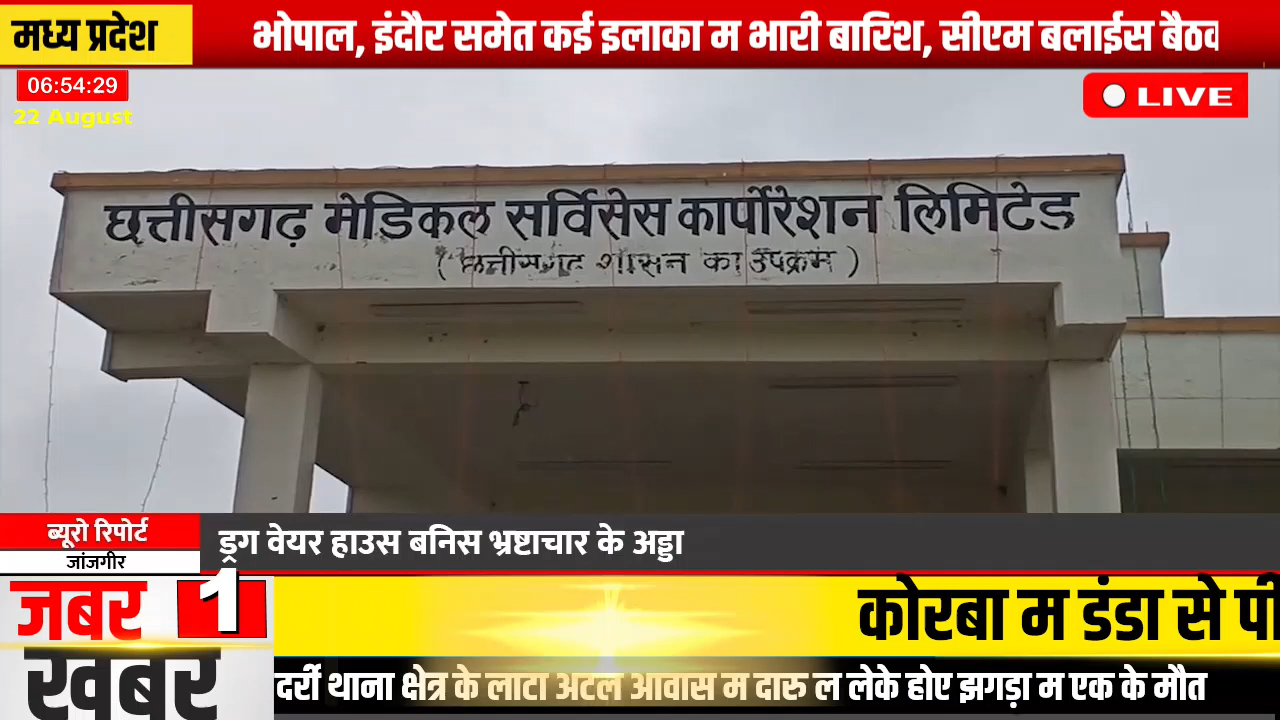 मध्य प्रदेश
भोपाल, इंदौर समेत कई इलाका म भारी बारिश, सीएम बलाईस
06:54:29
22 August
LIVE
छत्तीसगढ़ मेडिकल सर्विसेस कार्पोरेशन लिमिटेड
( छत्तीसगढ शासन का उपक्रम )
ब्यूरो रिपोर्ट
जांजगीर
ड्रग वेयर हाउस बनिस भ्रष्टाचार के अड्डा
जबर 1
खबर
कोरबा म डंडा से
दर्री थाना क्षेत्र के लाटा अटल आवास म दारु ल लेके होए झगड़ा म एक के मौत